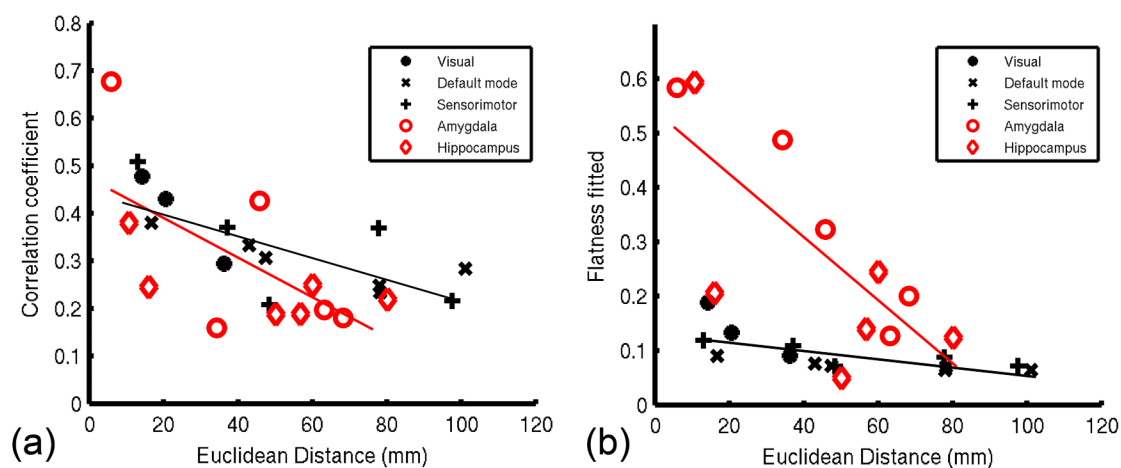 0.8
0.7
0.6
0.5
0.4
0.3
0.2
0.1
0
Correlation coefficient
Visual
Default mode
Sensorimotor
Amygdala
Hippocampus
0 20 40 60 80 100 120
Euclidean Distance (mm)
(a)
0.6
0.5
0.4
0.3
0.2
0.1
0
Flatness fitted
Visual
Default mode
Sensorimotor
Amygdala
Hippocampus
0 20 40 60 80 100 120
Euclidean Distance (mm)
(b)